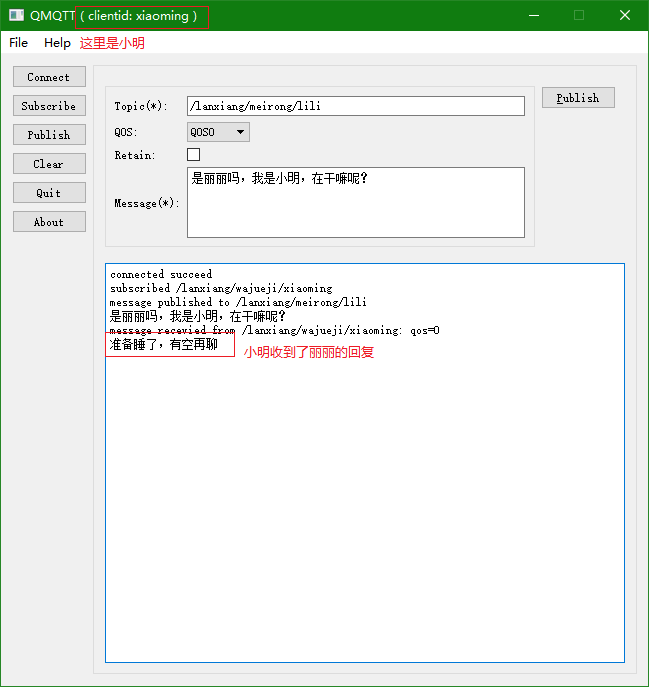 QMQTT ( clientid: xiaoming )
File Help 这里是小明
Connect
Subscribe
Publish
Clear
Quit
About
Topic(*): /lanxiang/meirong/lili
Publish
QOS: QOS0
Retain:
Message(*): 是丽丽吗，我是小明，在干嘛呢？
connected succeed
subscribed /lanxiang/wajueji/xiaoming
message published to /lanxiang/meirong/lili
是丽丽吗，我是小明，在干嘛呢？
message recevied from /lanxiang/wajueji/xiaoming: qos=0
准备睡了，有空再聊
小明收到了丽丽的回复